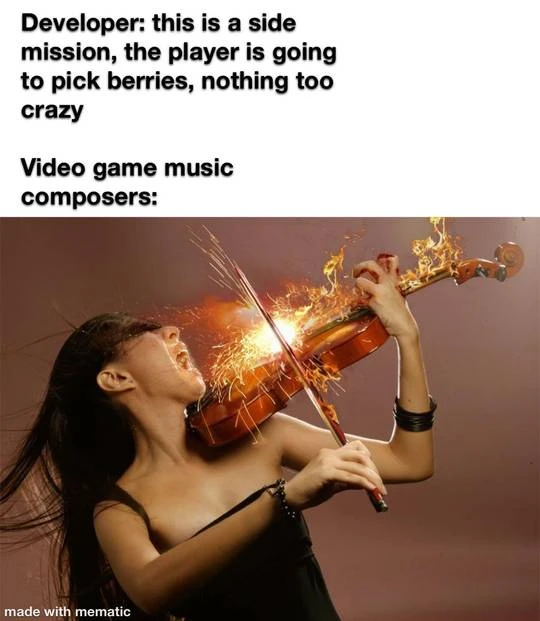 Developer: this is a side
mission, the player is going
to pick berries, nothing too
crazy
Video game music
composers:
made with mematic